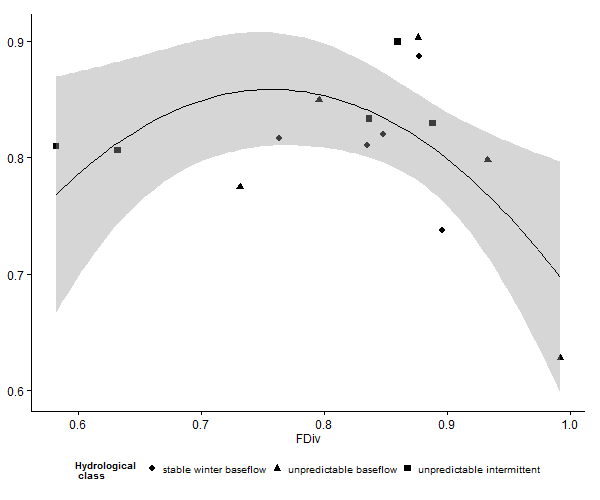 0.9
0.8
0.7
0.6
0.6 0.7 0.8 0.9 1.0
FDiv
Hydrological
class
stable winter baseflow unpredictable baseflow unpredictable intermittent